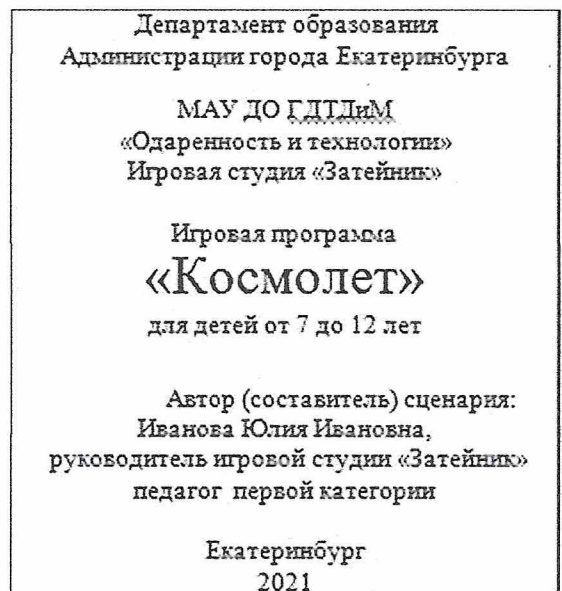 Департамент образования
Администрации города Екатеринбурга
МАУ ДО ГДТДиМ
«Одаренность и технологии»
Игровая студия «Затейник»
Игровая программа
«Космолет»
для детей от 7 до 12 лет
Автор (составитель) сценария:
Иванова Юлия Ивановна,
руководитель игровой студии «Затейник»
педагог первой категории
Екатеринбург
2021